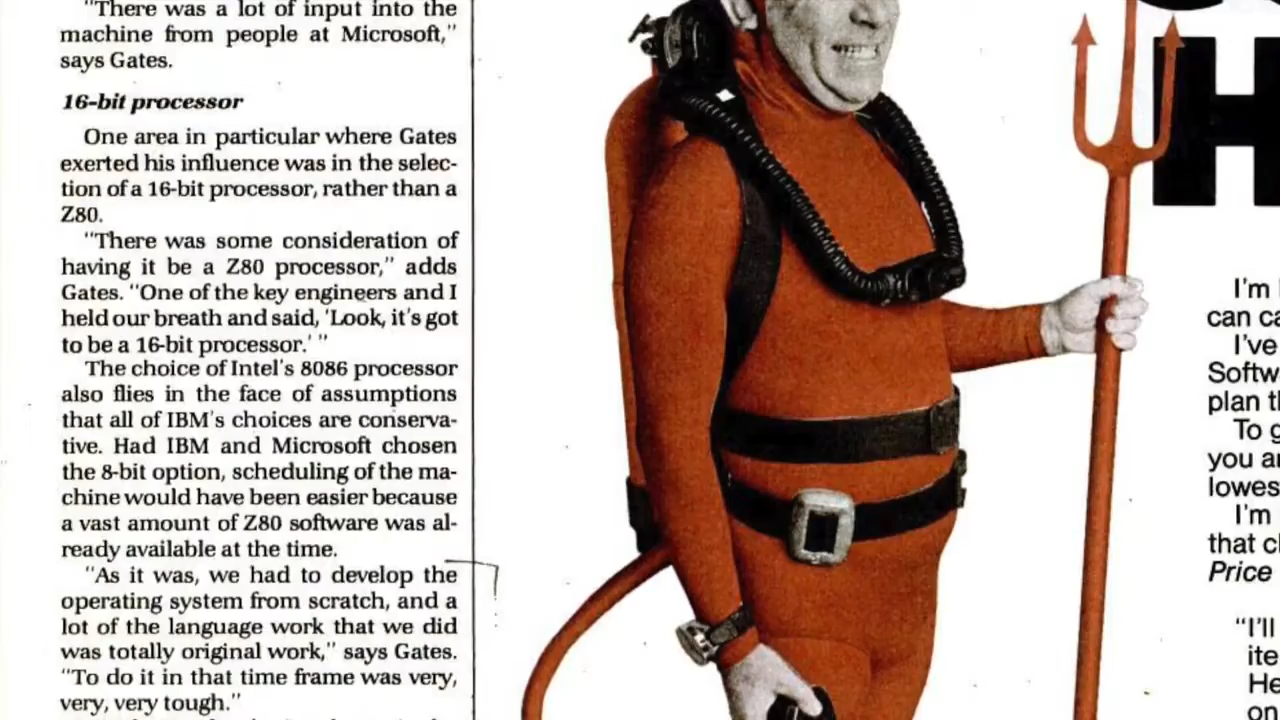 "There was a lot of input into the
machine from people at Microsoft,"
says Gates.
16-bit processor
One area in particular where Gates
exerted his influence was in the selec-
tion of a 16-bit processor, rather than a
Z80.
"There was some consideration of
having it be a Z80 processor," adds
Gates. "One of the key engineers and I
held our breath and said, 'Look, it's got
to be a 16-bit processor.' "
The choice of Intel's 8086 processor
also flies in the face of assumptions
that all of IBM's choices are conserva-
tive. Had IBM and Microsoft chosen
the 8-bit option, scheduling of the ma-
chine would have been easier because
a vast amount of Z80 software was al-
ready available at the time.
"As it was, we had to develop the
operating system from scratch, and a
lot of the language work that we did
was totally original work," says Gates.
"To do it in that time frame was very,
very, very tough."
H
I'm
can
I've
plan
To
you
I'm
that
Price
"I'll